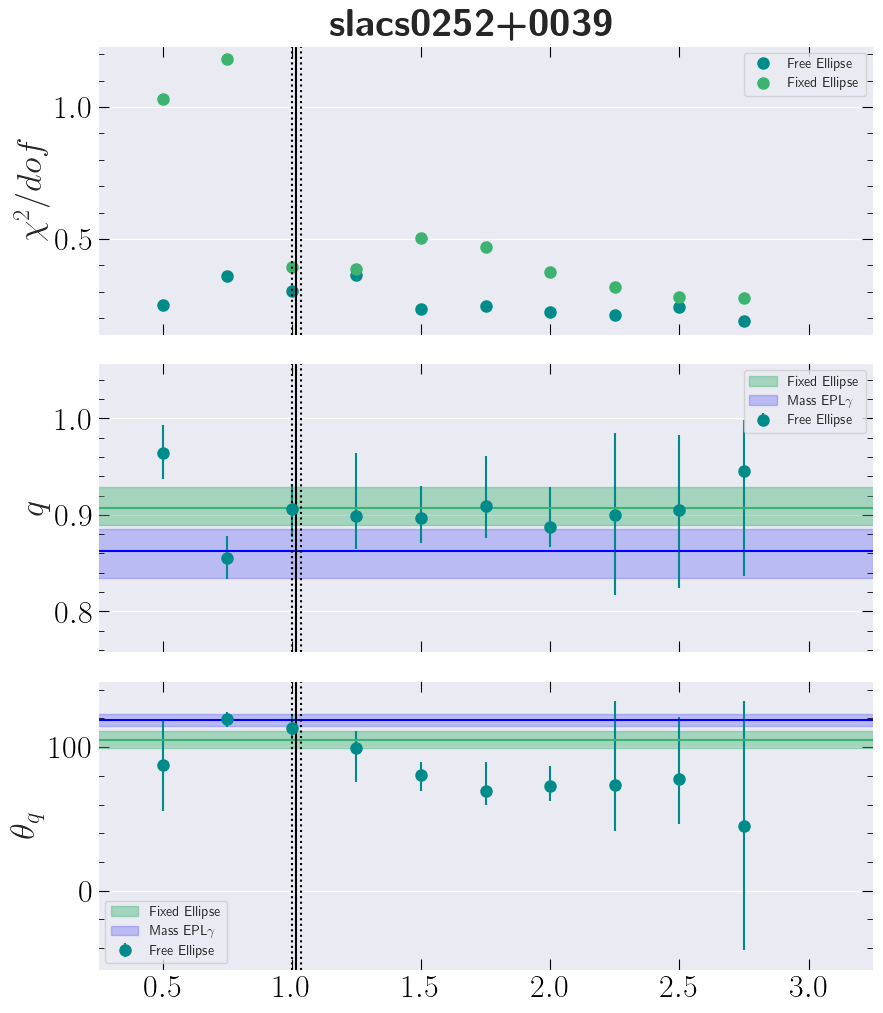 slacs0252+0039
Free Ellipse
Fixed Ellipse
1.0
0.5
χ²/dof
Fixed Ellipse
Mass EPLγ
Free Ellipse
1.0
0.9
0.8
q
100
0
θ_q
Fixed Ellipse
Mass EPLγ
Free Ellipse
0.5 1.0 1.5 2.0 2.5 3.0